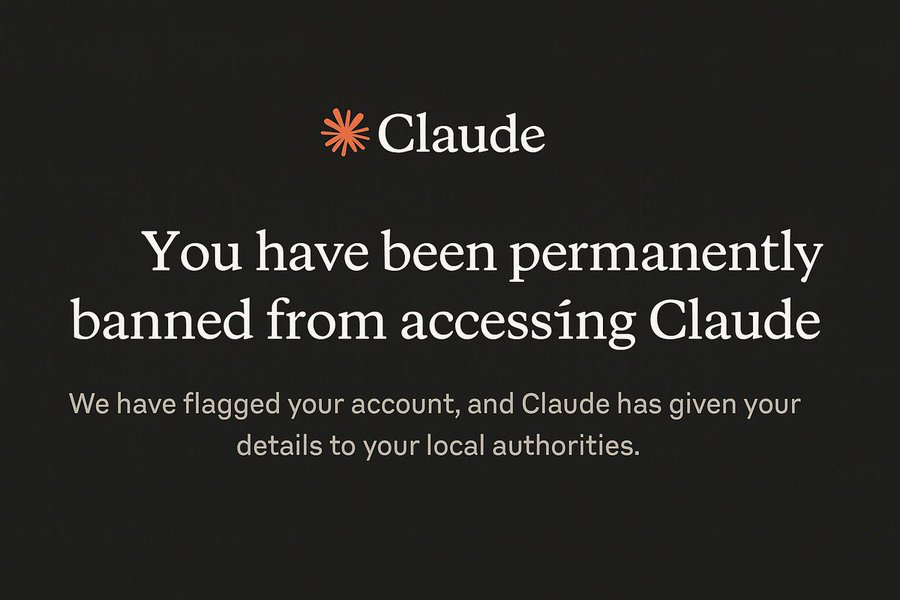 Claude
You have been permanently
banned from accessíng Claude
We have flagged your account, and Claude has given your
details to your local authorities.